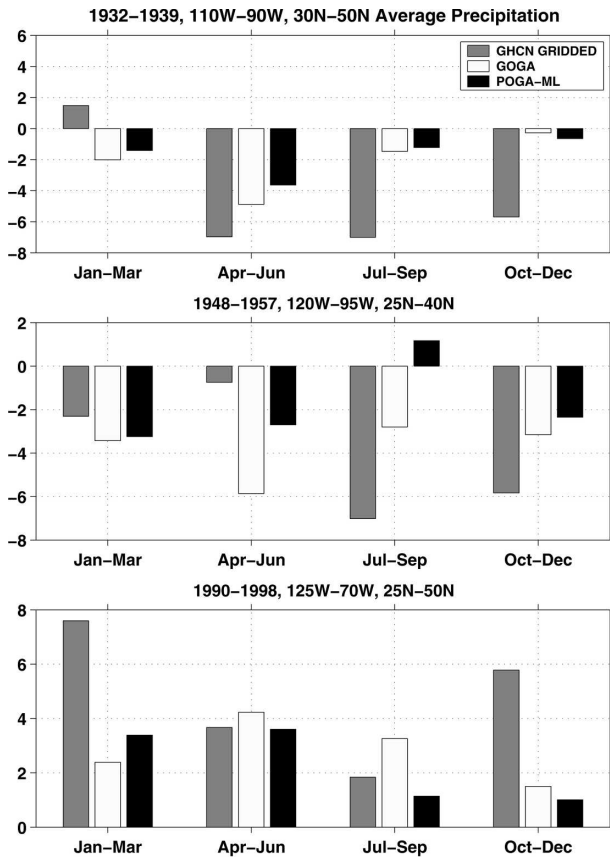 1932–1939, 110W–90W, 30N–50N Average Precipitation
6
4
2
0
−2
−4
−6
−8
GHCN GRIDDED
GOGA
POGA–ML
Jan–Mar Apr–Jun Jul–Sep Oct–Dec
1948–1957, 120W–95W, 25N–40N
2
0
−2
−4
−6
−8
Jan–Mar Apr–Jun Jul–Sep Oct–Dec
1990–1998, 125W–70W, 25N–50N
8
6
4
2
0
Jan–Mar Apr–Jun Jul–Sep Oct–Dec